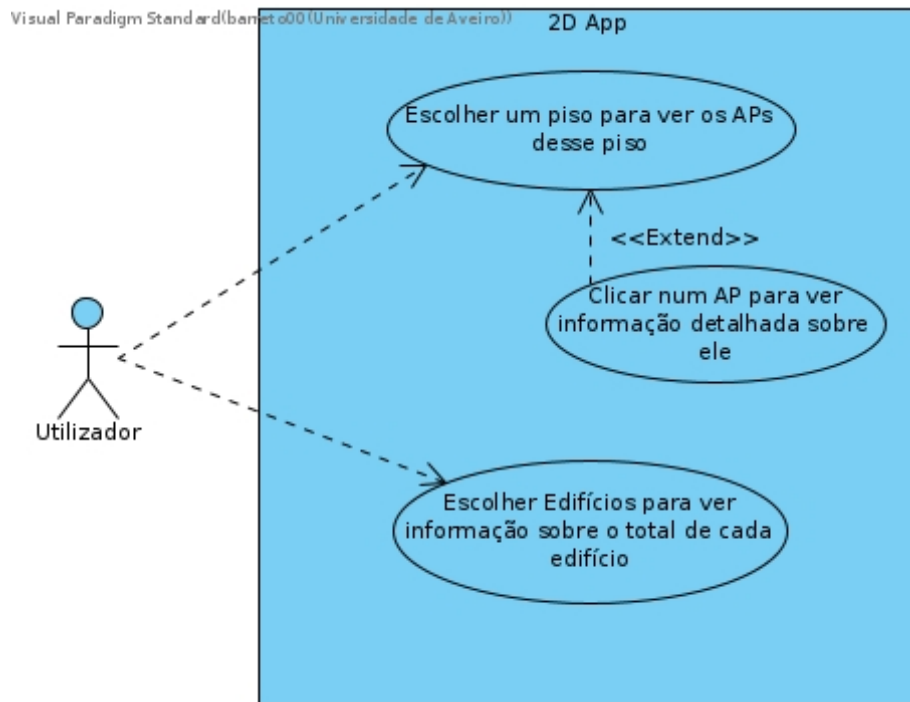 Visual Paradigm Standard(barreto00(Universidade de Aveiro))
2D App
Escolher um piso para ver os APs
desse piso
<<Extend>>
Clicar num AP para ver
informação detalhada sobre
ele
Utilizador
Escolher Edifícios para ver
informação sobre o total de cada
edifício